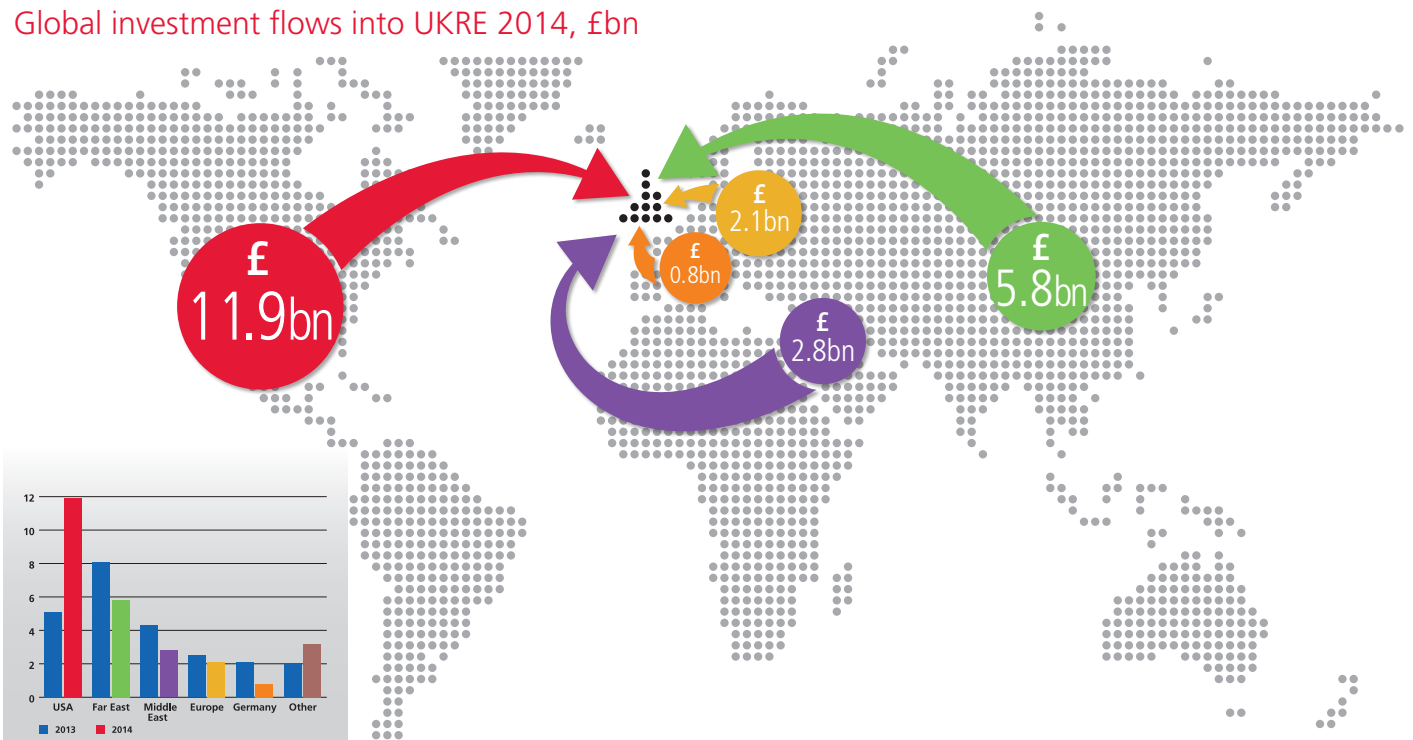 Global investment flows into UKRE 2014, £bn
£
11.9bn
£
2.1bn
£
0.8bn
£
5.8bn
£
2.8bn
12
10
8
6
4
2
0
USA Far East Middle East Europe Germany Other
2013 2014